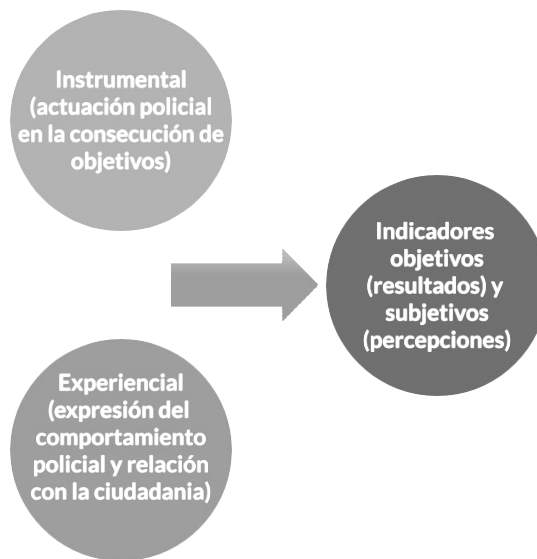 Instrumental
(actuación policial
en la consecución de
objetivos)
Indicadores
objetivos
(resultados) y
subjetivos
(percepciones)
Experiencial
(expresión del
comportamiento
policial y relación
con la ciudadania)